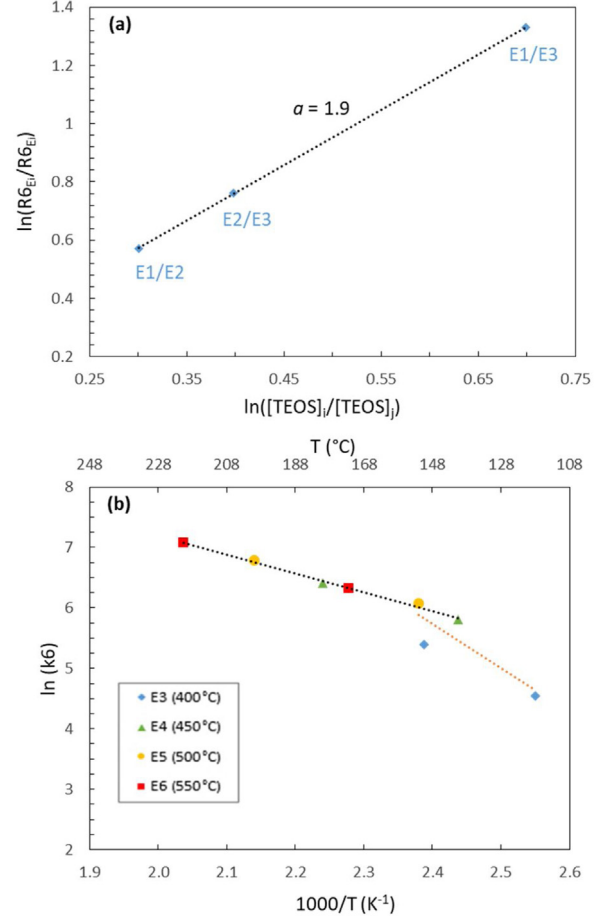 (a)
1.4
1.2
1
0.8
0.6
0.4
0.2
ln(R6Ei/R6Ei)
E1/E3
a = 1.9
E2/E3
E1/E2
0.25 0.35 0.45 0.55 0.65 0.75
ln([TEOS]i/[TEOS]j)
T (°C)
248 228 208 188 168 148 128 108
(b)
8
7
6
5
4
3
2
ln (k6)
E3 (400°C)
E4 (450°C)
E5 (500°C)
E6 (550°C)
1.9 2.0 2.1 2.2 2.3 2.4 2.5 2.6
1000/T (K-1)